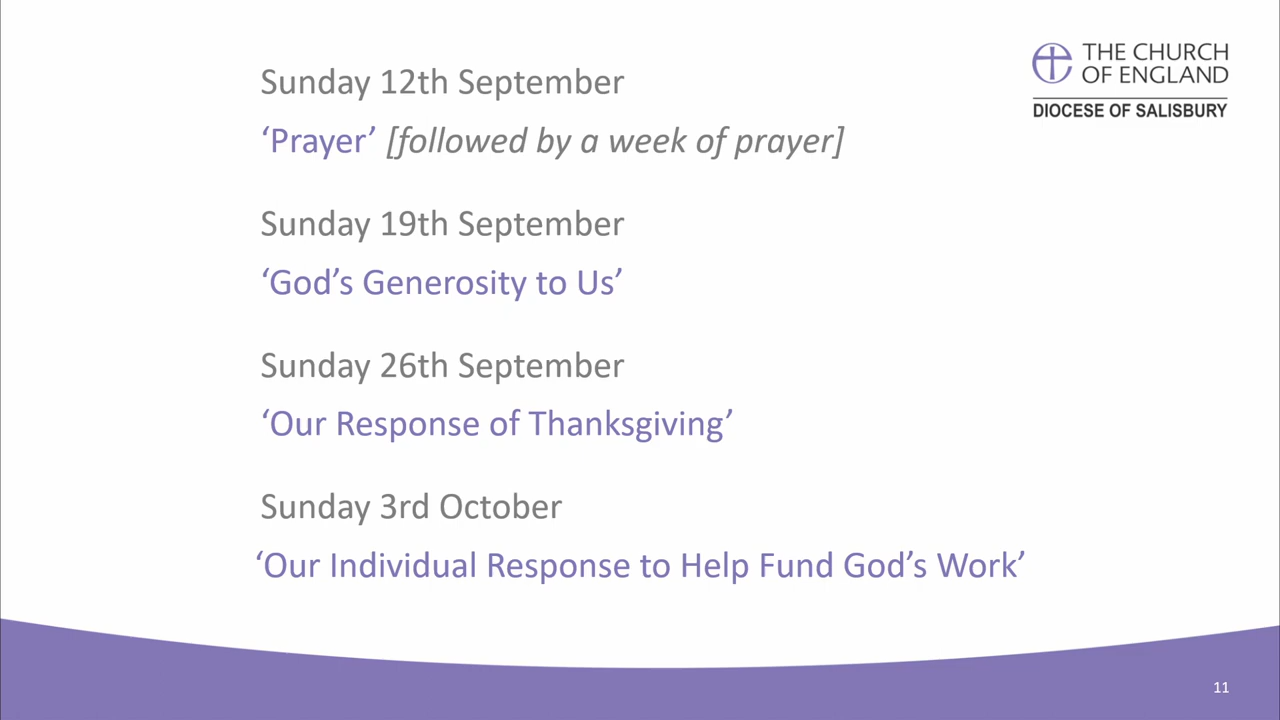 THE CHURCH
OF ENGLAND
DIOCESE OF SALISBURY
Sunday 12th September
‘Prayer’ [followed by a week of prayer]
Sunday 19th September
‘God’s Generosity to Us’
Sunday 26th September
‘Our Response of Thanksgiving’
Sunday 3rd October
‘Our Individual Response to Help Fund God’s Work’
11